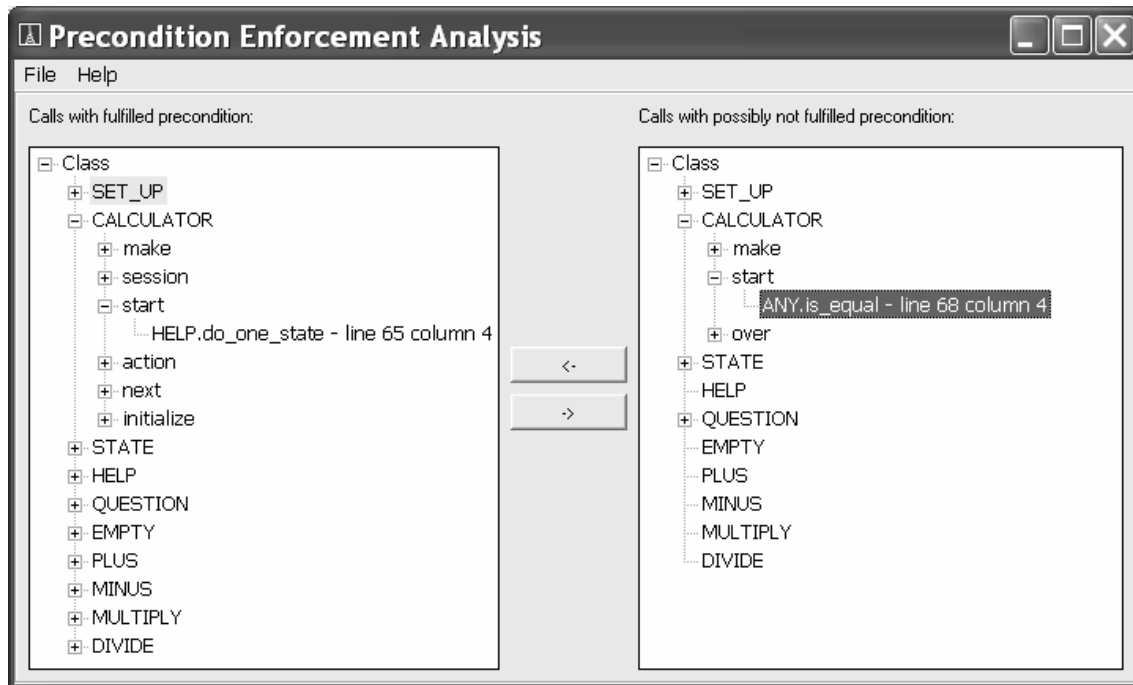 Precondition Enforcement Analysis
File Help
Calls with fulfilled precondition:
Class
SET_UP
CALCULATOR
make
session
start
HELP.do_one_state - line 65 column 4
action
next
initialize
STATE
HELP
QUESTION
EMPTY
PLUS
MINUS
MULTIPLY
DIVIDE
<-
->
Calls with possibly not fulfilled precondition:
Class
SET_UP
CALCULATOR
make
start
ANY.is_equal - line 68 column 4
over
STATE
HELP
QUESTION
EMPTY
PLUS
MINUS
MULTIPLY
DIVIDE